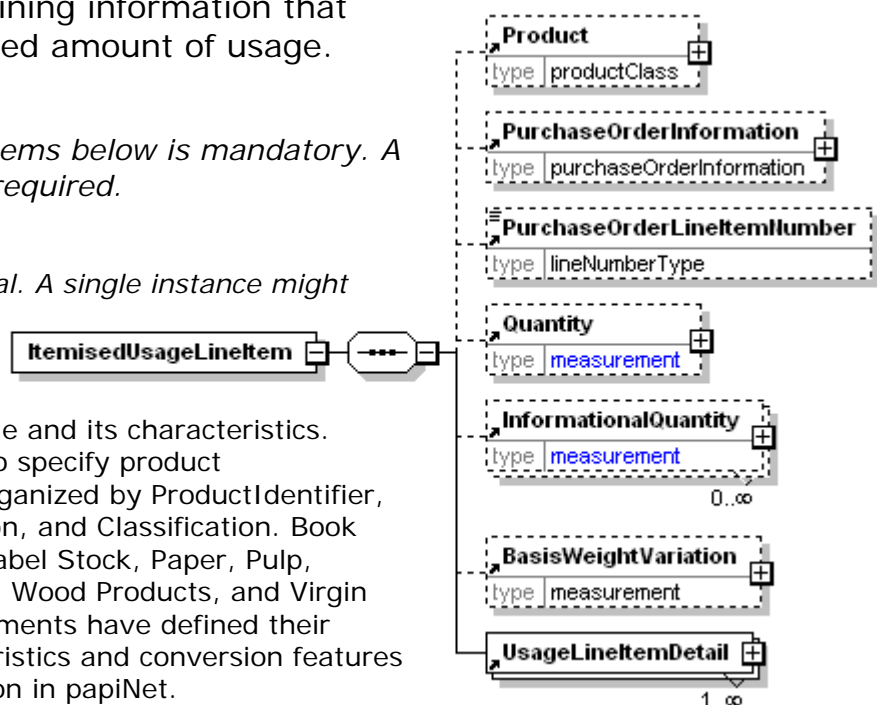 ining information that
ed amount of usage.
ems below is mandatory. A
required.
al. A single instance might
ItemisedUsageLineItem
e and its characteristics.
o specify product
ganized by ProductIdentifier,
on, and Classification. Book
abel Stock, Paper, Pulp,
Wood Products, and Virgin
ments have defined their
ristics and conversion features
on in papiNet.
Product
type productClass
PurchaseOrderInformation
type purchaseOrderInformation
PurchaseOrderLineItemNumber
type lineNumberType
Quantity
type measurement
InformationalQuantity
type measurement
0..∞
BasisWeightVariation
type measurement
UsageLineItemDetail
1..∞